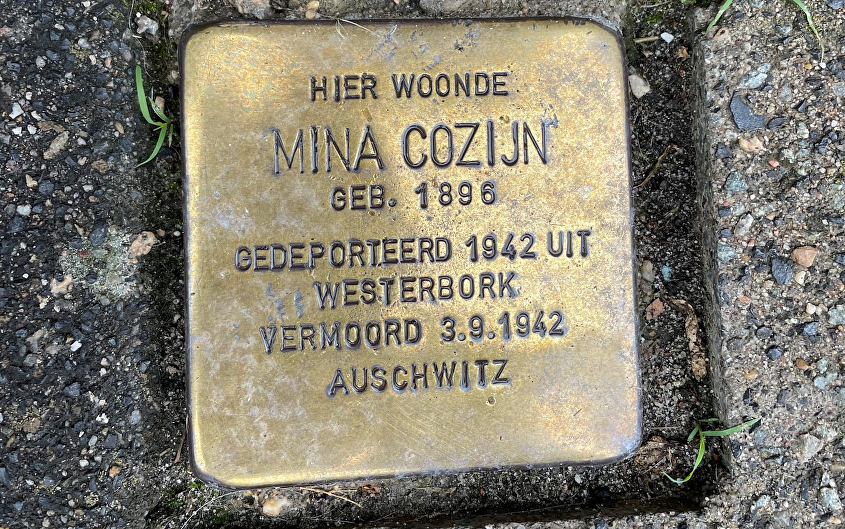 HIER WOONDE
MINA COZIJN
GEB. 1896
GEDEPORTEERD 1942 UIT
WESTERBORK
VERMOORD 3.9.1942
AUSCHWITZ